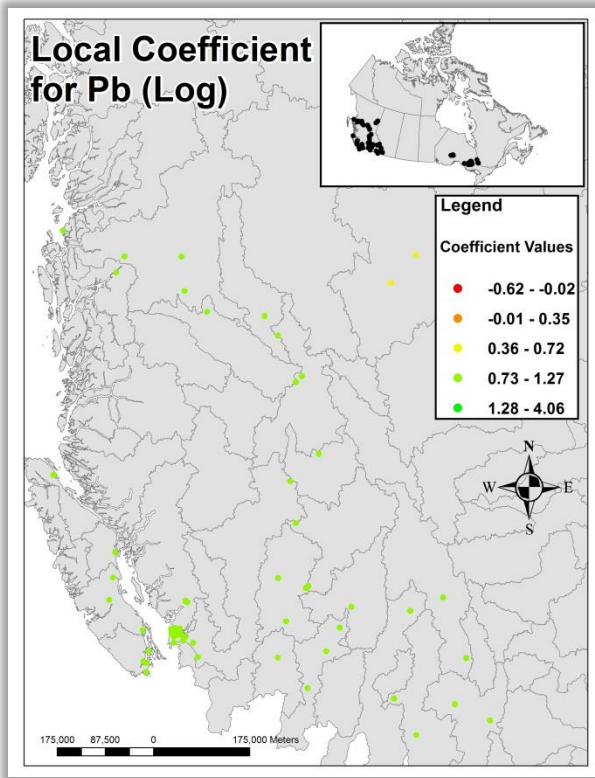 Local Coefficient
for Pb (Log)
Legend
Coefficient Values
-0.62 - -0.02
-0.01 - 0.35
0.36 - 0.72
0.73 - 1.27
1.28 - 4.06
N
W E
S
175,000 87,500 0 175,000 Meters